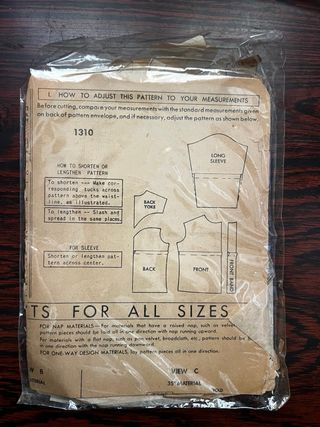 I. HOW TO ADJUST THIS PATTERN TO YOUR MEASUREMENTS
Before cutting, compare your measurements with the standard measurements given
on back of pattern envelope, and if necessary, adjust the pattern as shown below.
1310
HOW TO SHORTEN OR
LENGTHEN PATTERN
To shorten -- Make cor-
responding tucks across
pattern above the waist-
line, as illustrated.
To lengthen -- Slash and
spread in the same places.
FOR SLEEVE
Shorten or lengthen pat-
tern across center.
LONG
SLEEVE
BACK
YOKE
BACK
FRONT
FRONT BAND
TS FOR ALL SIZES
FOR NAP MATERIALS—For materials that have a raised nap, such as velvet,
pattern pieces should be laid all in one direction with nap running upward.
For materials with a flat nap, such as pan velvet, broadcloth, etc., pattern should b
in one direction with the nap running downward.
FOR ONE-WAY DESIGN MATERIALS, lay pattern pieces all in one direction.
W B
MATERIAL
VIEW C
35" MATERIAL
FOLD